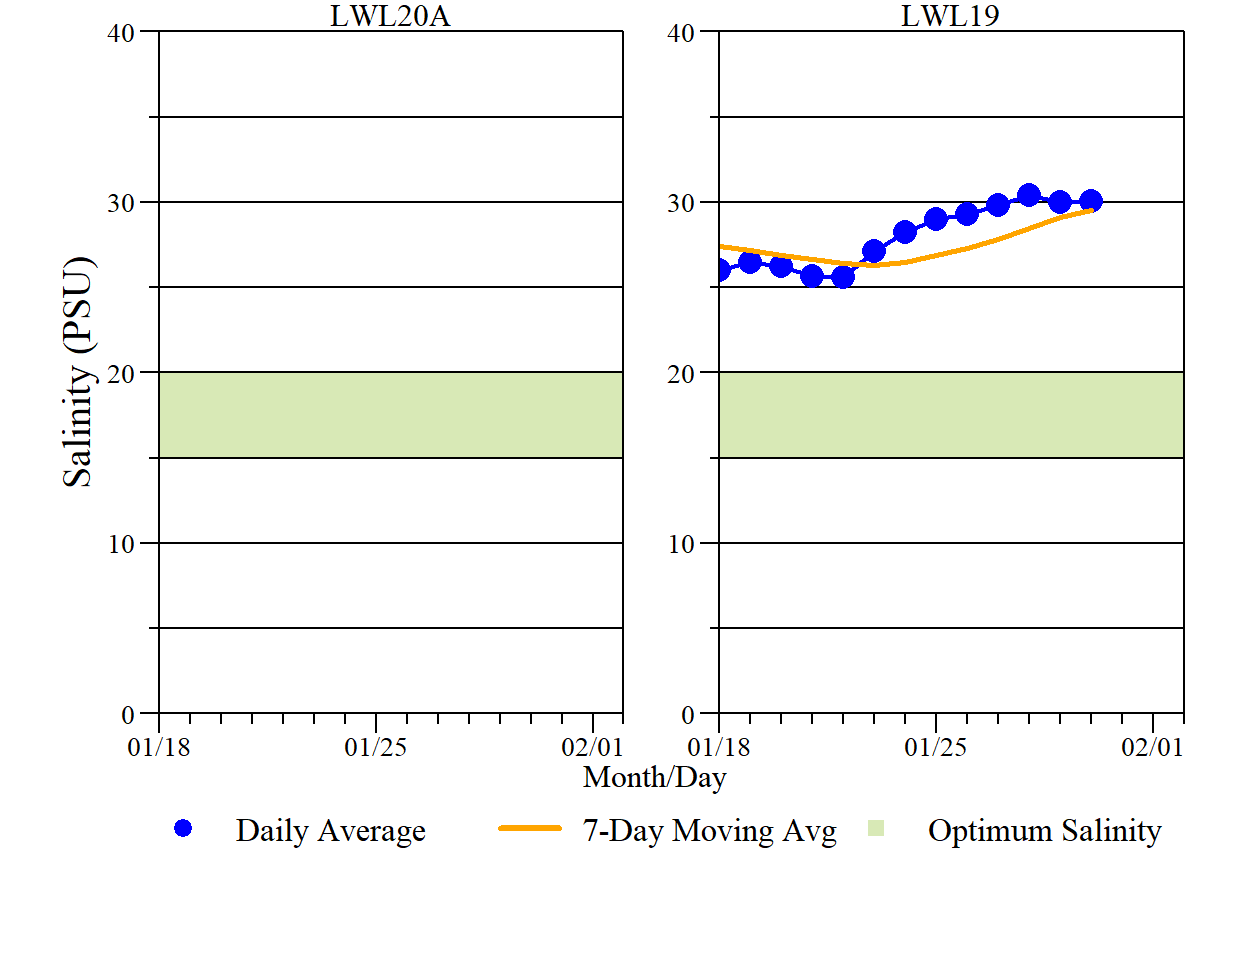 LWL20A
LWL19
40
30
20
10
0
40
30
20
10
0
Salinity (PSU)
01/18
01/25
02/01
01/18
01/25
02/01
Month/Day
Daily Average
7-Day Moving Avg
Optimum Salinity